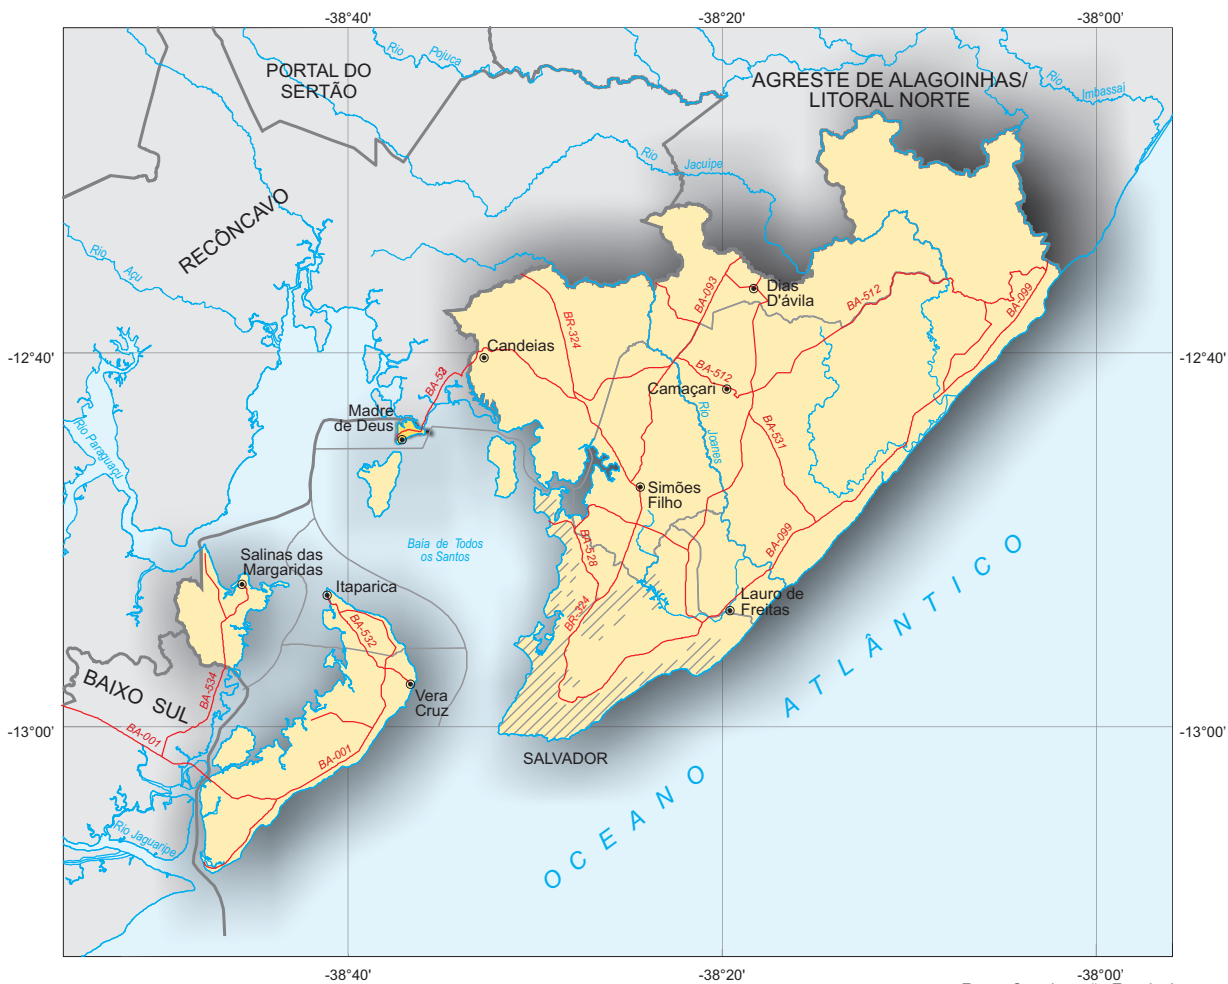 -38°40'
-38°20'
-38°00'
Rio Pojuca
PORTAL DO
SERTÃO
AGRESTE DE ALAGOINHAS/
LITORAL NORTE
Rio Imbassai
Rio Jacuipe
RECÔNCAVO
Rio Açu
BA-093
Dias
D'ávila
BA-512
BA-099
BR-324
-12°40'
Candeias
-12°40'
BA-512
Camaçari
BA-52
Madre
de Deus
Rio Joanes
BA-531
Rio Paraguaçu
Simões
Filho
Baia de Todos
os Santos
BA-528
BA-099
Salinas das
Margaridas
Itaparica
Lauro de
Freitas
BA-532
BR-324
BAIXO SUL
BA-534
Vera
Cruz
-13°00'
BA-001
BA-001
-13°00'
SALVADOR
OCEANO ATLÂNTICO
Rio Jaguaripe
-38°40'
-38°20'
-38°00'